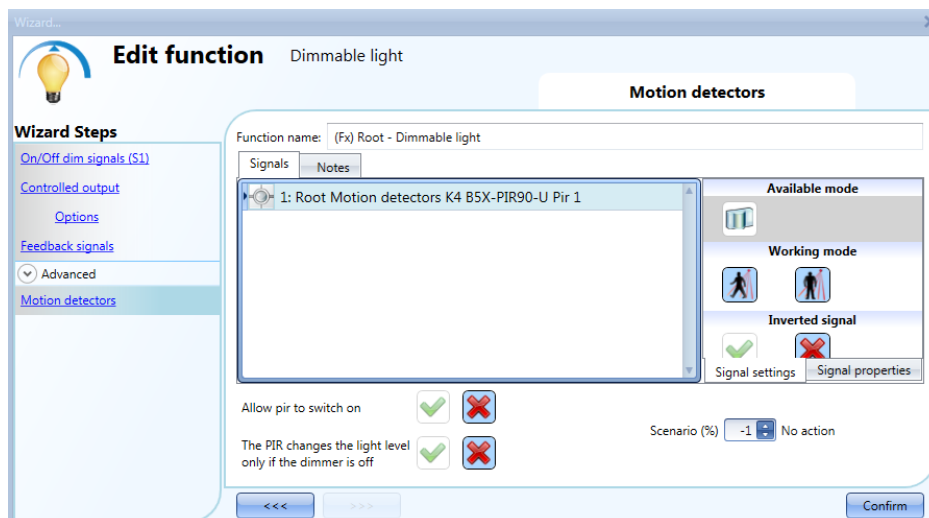 Wizard...
Edit function Dimmable light
Motion detectors
Wizard Steps
On/Off dim signals (S1)
Controlled output
Options
Feedback signals
Advanced
Motion detectors
Function name: (Fx) Root - Dimmable light
Signals Notes
1: Root Motion detectors K4 B5X-PIR90-U Pir 1
Available mode
Working mode
Inverted signal
Signal settings Signal properties
Allow pir to switch on
The PIR changes the light level
only if the dimmer is off
Scenario (%) -1 No action
<<< >>> Confirm